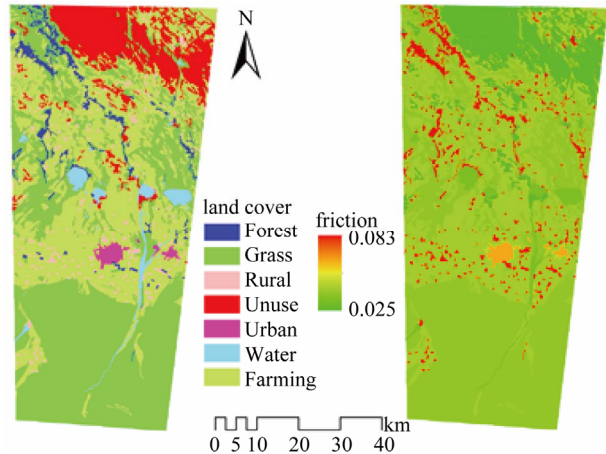 N
land cover
Forest
Grass
Rural
Unuse
Urban
Water
Farming
friction
0.083
0.025
km
0 5 10 20 30 40